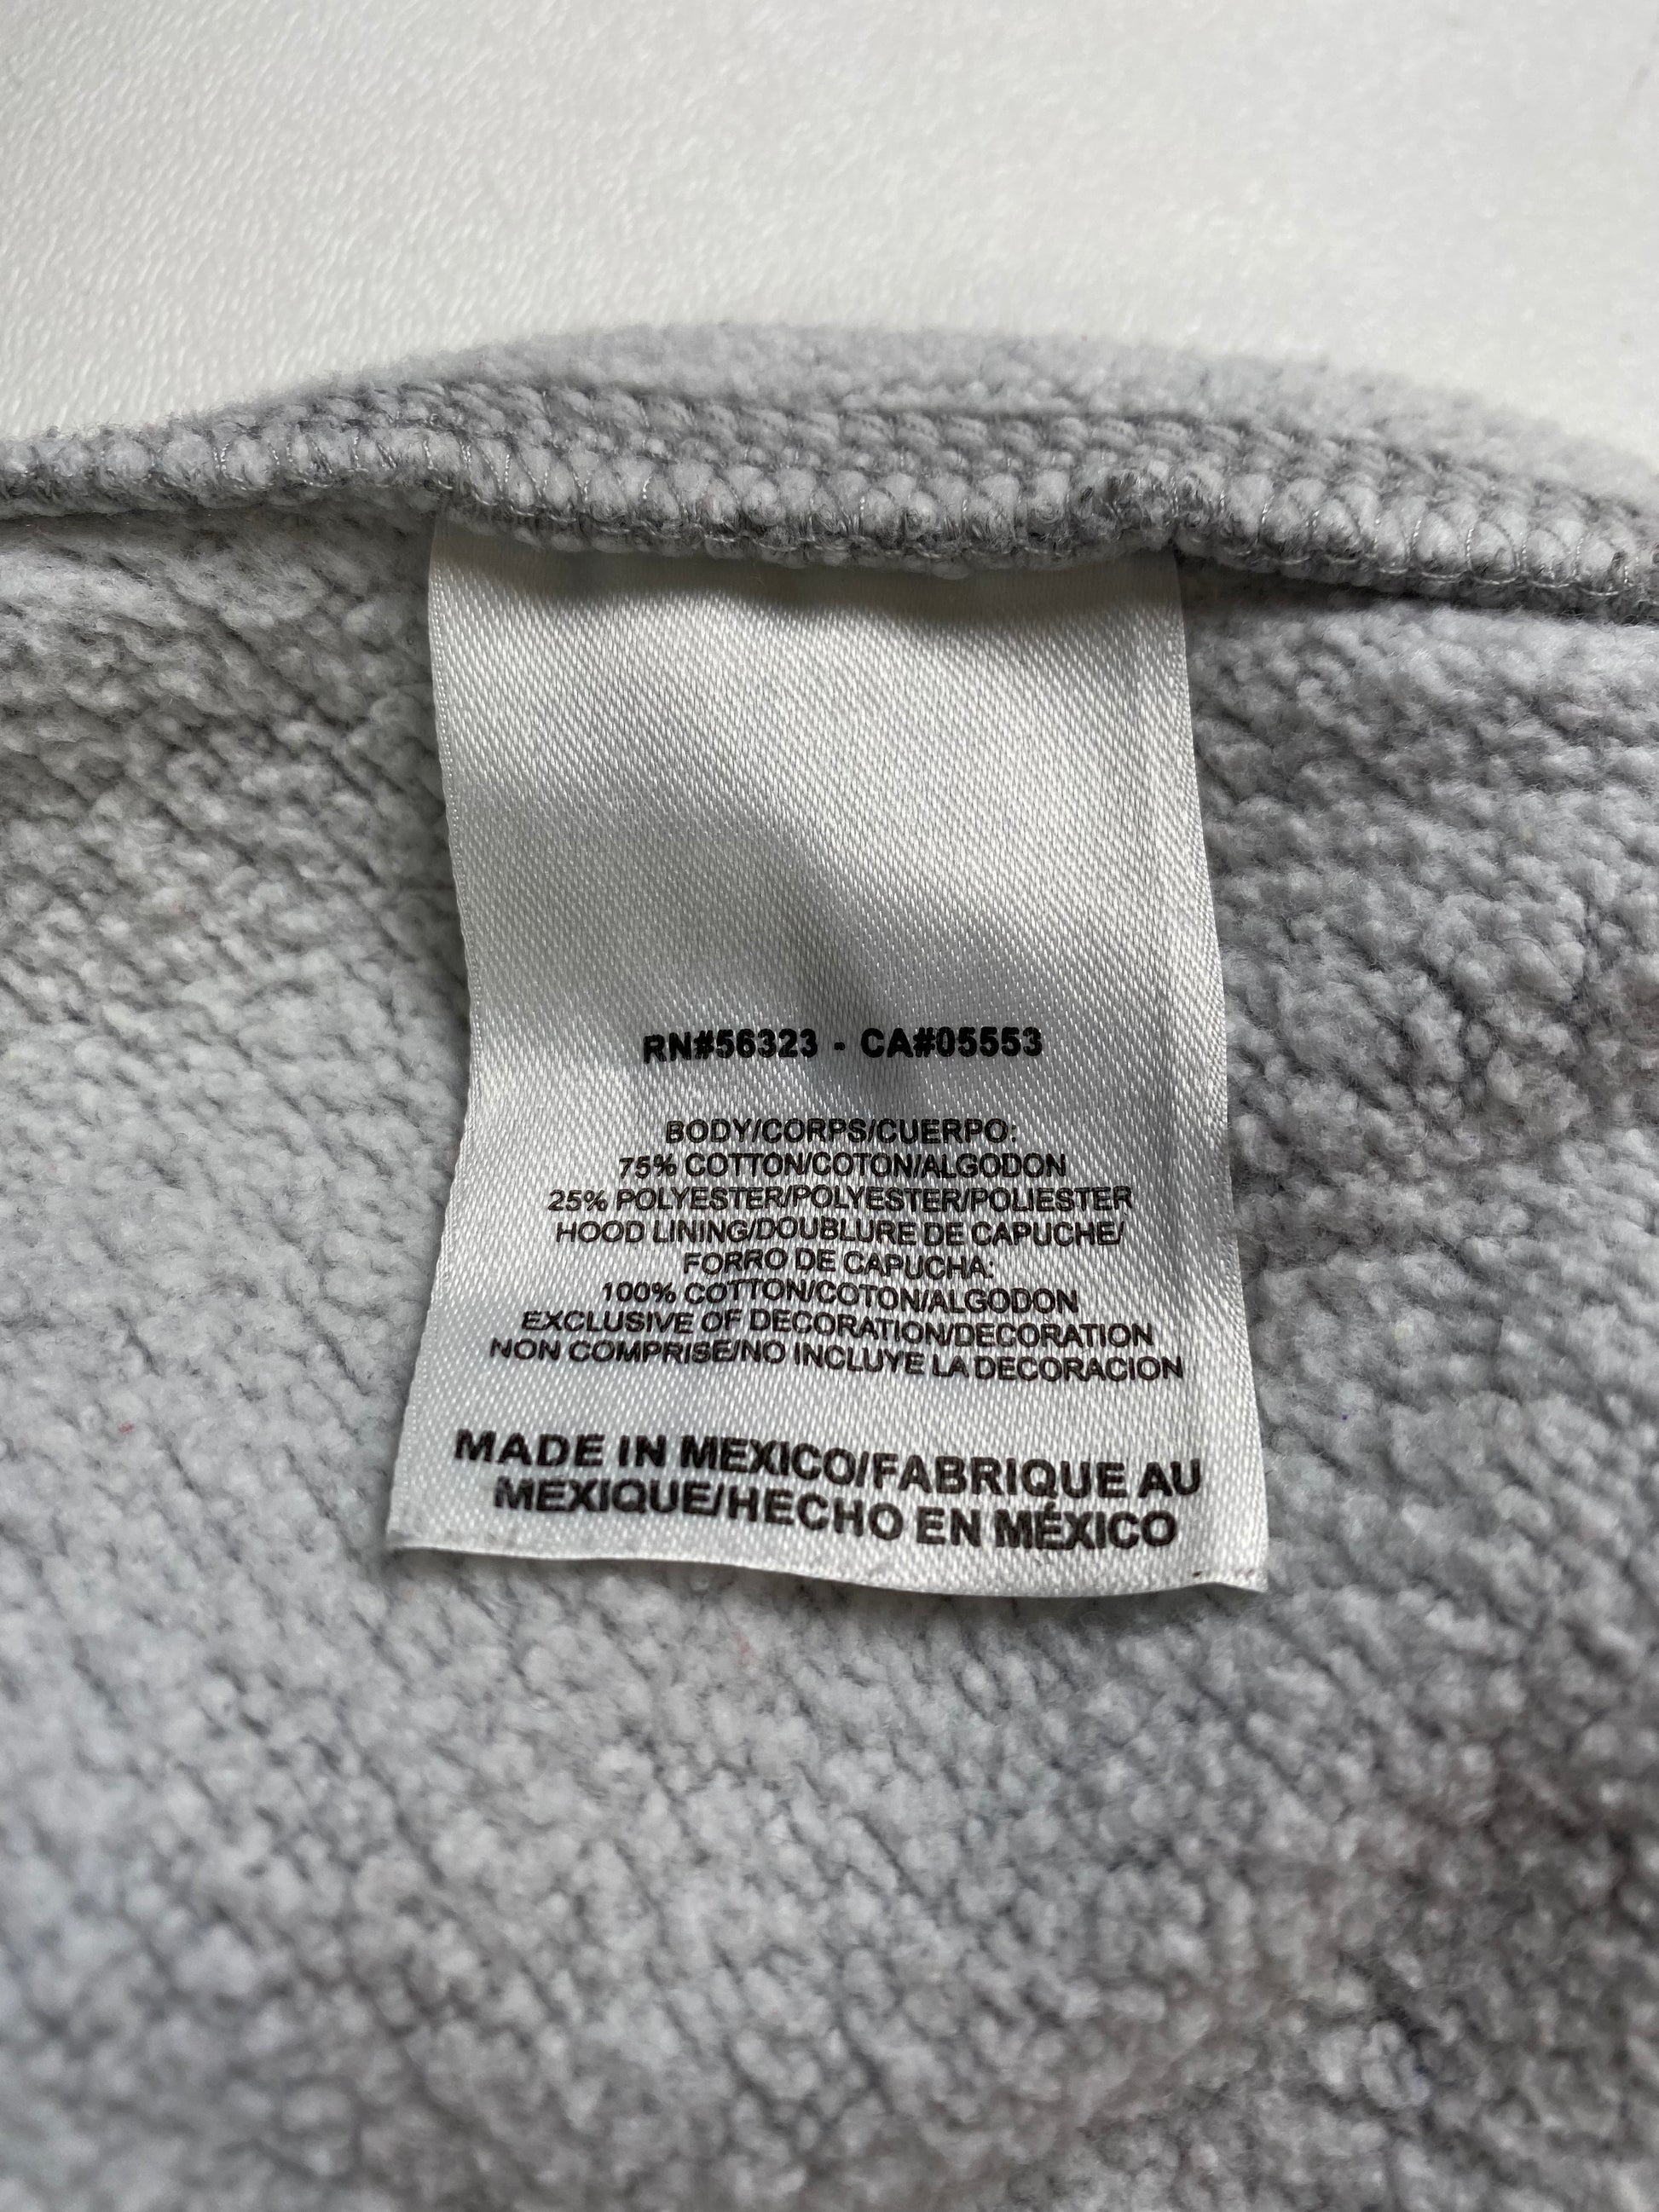 RN#56323 - CA#05553
BODY/CORPS/CUERPO:
75% COTTON/COTON/ALGODON
25% POLYESTER/POLYESTER/POLIESTER
HOOD LINING/DOUBLURE DE CAPUCHE/
FORRO DE CAPUCHA:
100% COTTON/COTON/ALGODON
EXCLUSIVE OF DECORATION/DECORATION
NON COMPRISE/NO INCLUYE LA DECORACION
MADE IN MEXICO/FABRIQUE AU
MEXIQUE/HECHO EN MÉXICO